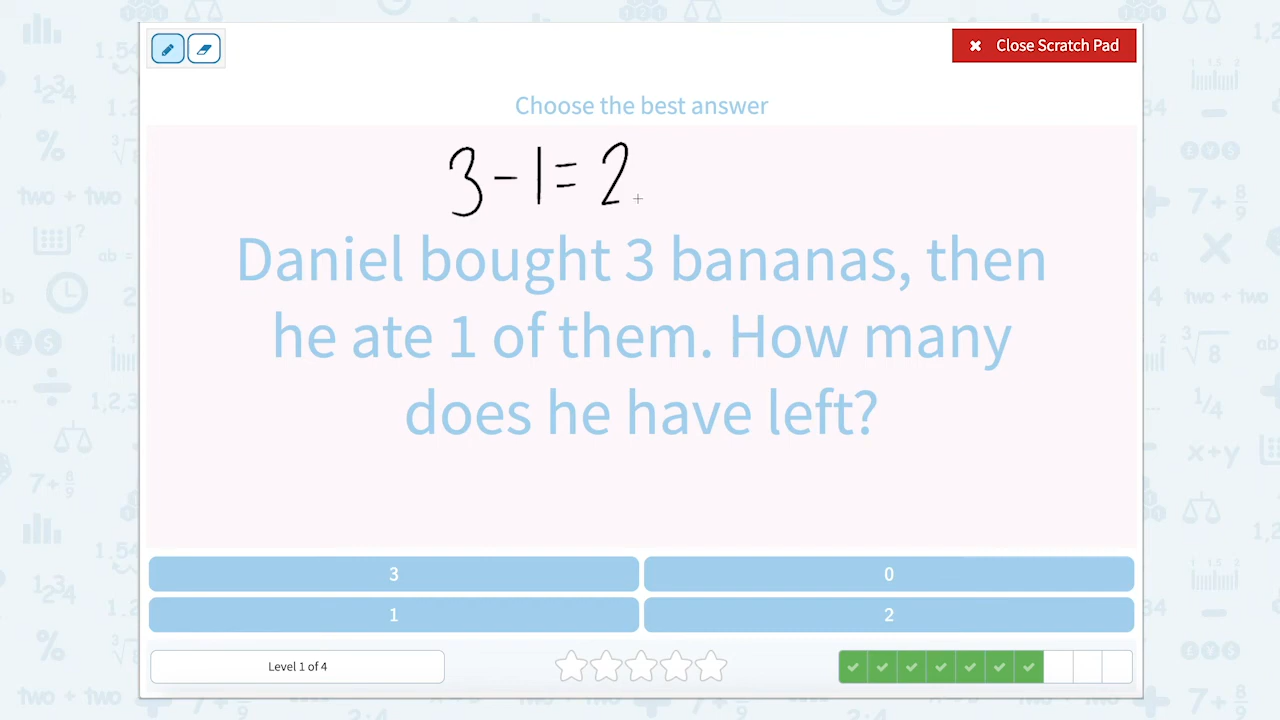 Close Scratch Pad
Choose the best answer
3 - 1 = 2
Daniel bought 3 bananas, then
he ate 1 of them. How many
does he have left?
3
0
1
2
Level 1 of 4